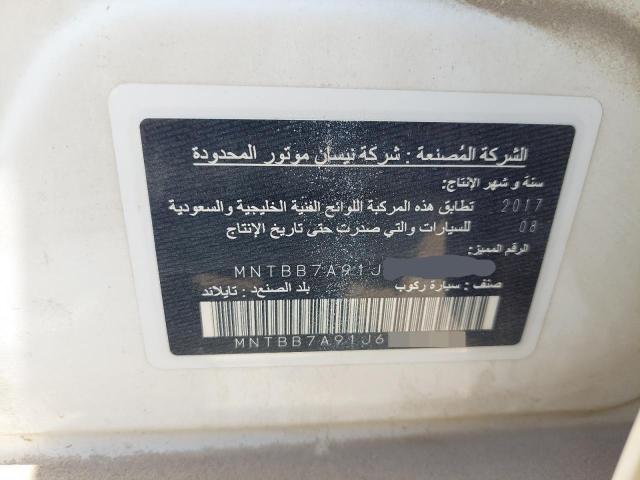 الشركة المُصنعة : شركة نيسان موتور المحدودة
سنة و شهر الإنتاج:
2017 تطابق هذه المركبة اللوائح الفنية الخليجية والسعودية
08 للسيارات والتي صدرت حتى تاريخ الإنتاج
الرقم المميز:
MNTBB7A91J
صنف : سيارة ركوب بلد الصنع : تايلاند
MNTBB7A91J6